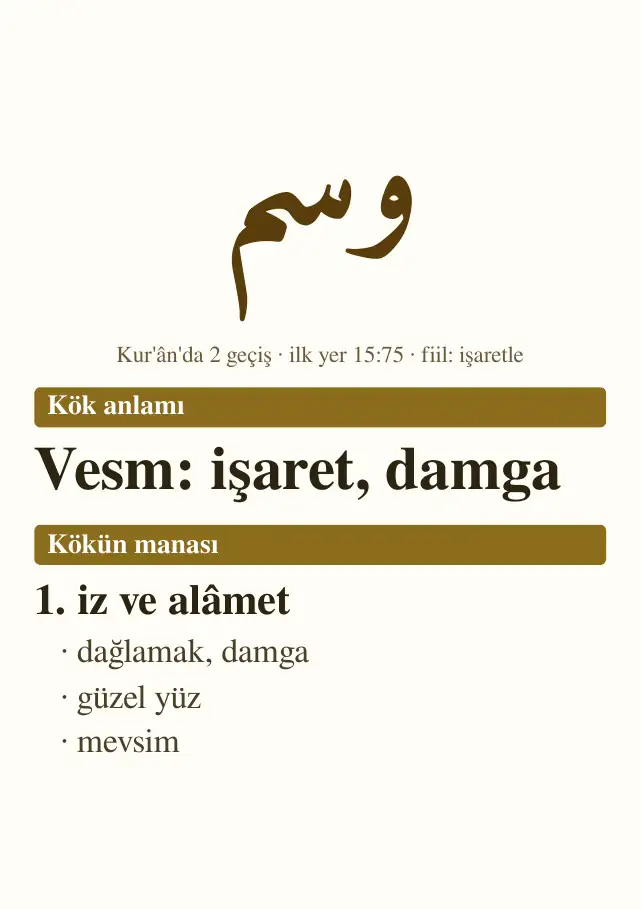 وسم
Kur'ân'da 2 geçiş · ilk yer 15:75 · fiil: işaretle
Kök anlamı
Vesm: işaret, damga
Kökün manası
1. iz ve alâmet
· dağlamak, damga
· güzel yüz
· mevsim